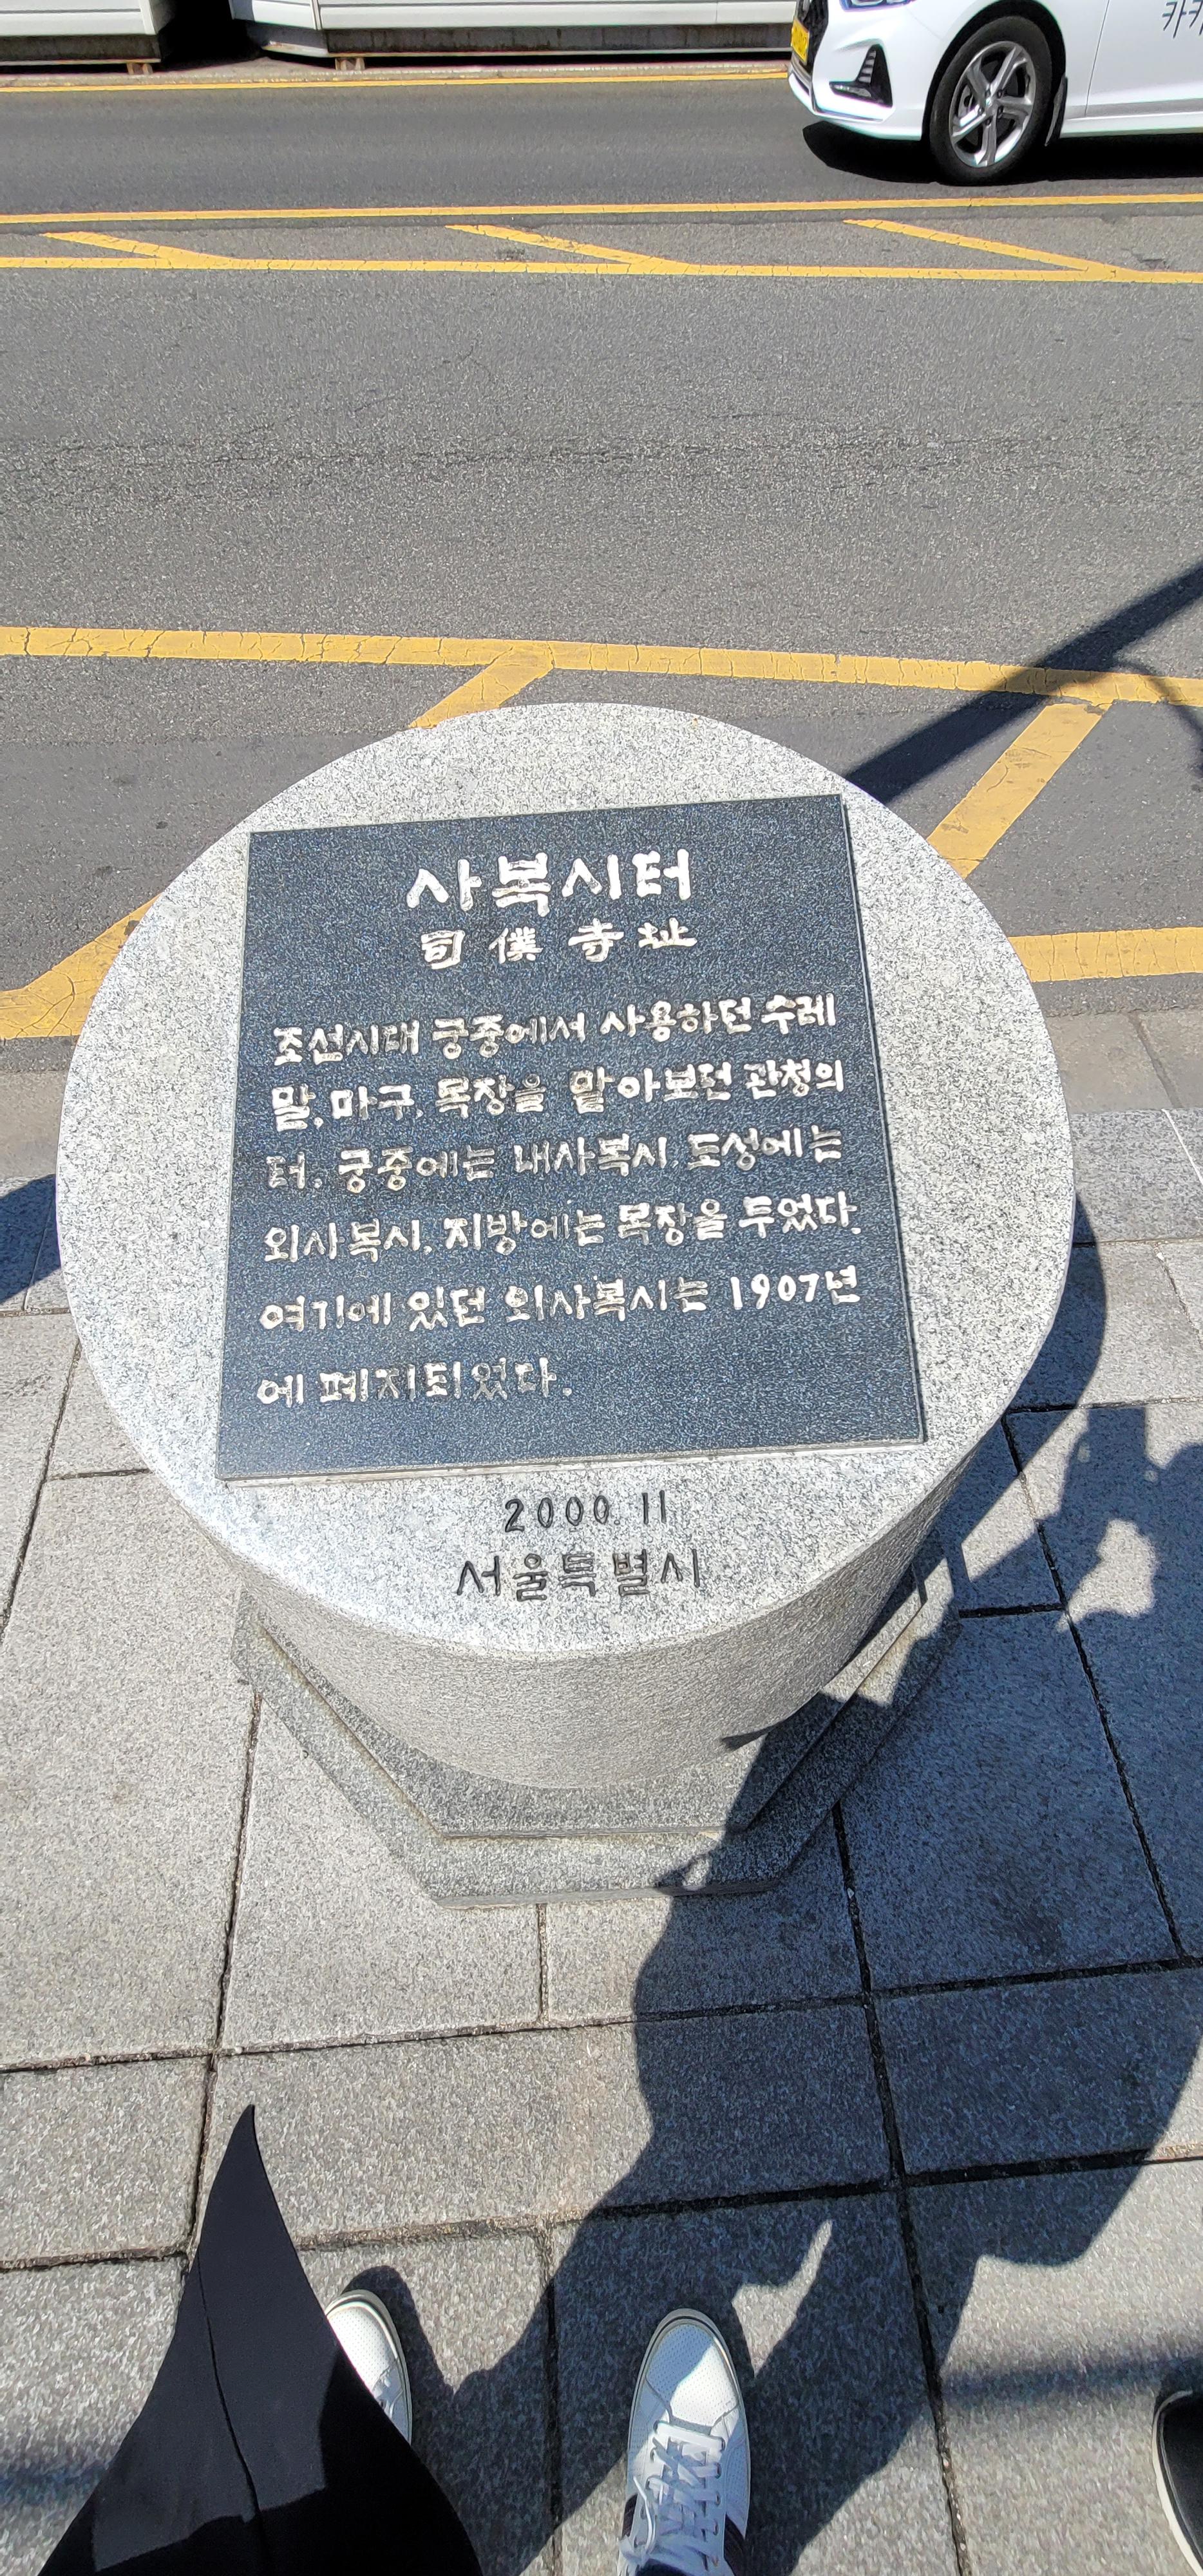 사복시터
司僕寺址
조선시대 궁중에서 사용하던 수레
말, 마구, 목장을 맡아보던 관청의
터. 궁중에는 내사복시, 도성에는
외사복시, 지방에는 목장을 두었다.
여기에 있던 외사복시는 1907년
에 폐지되었다.
2000. 11
서울특별시